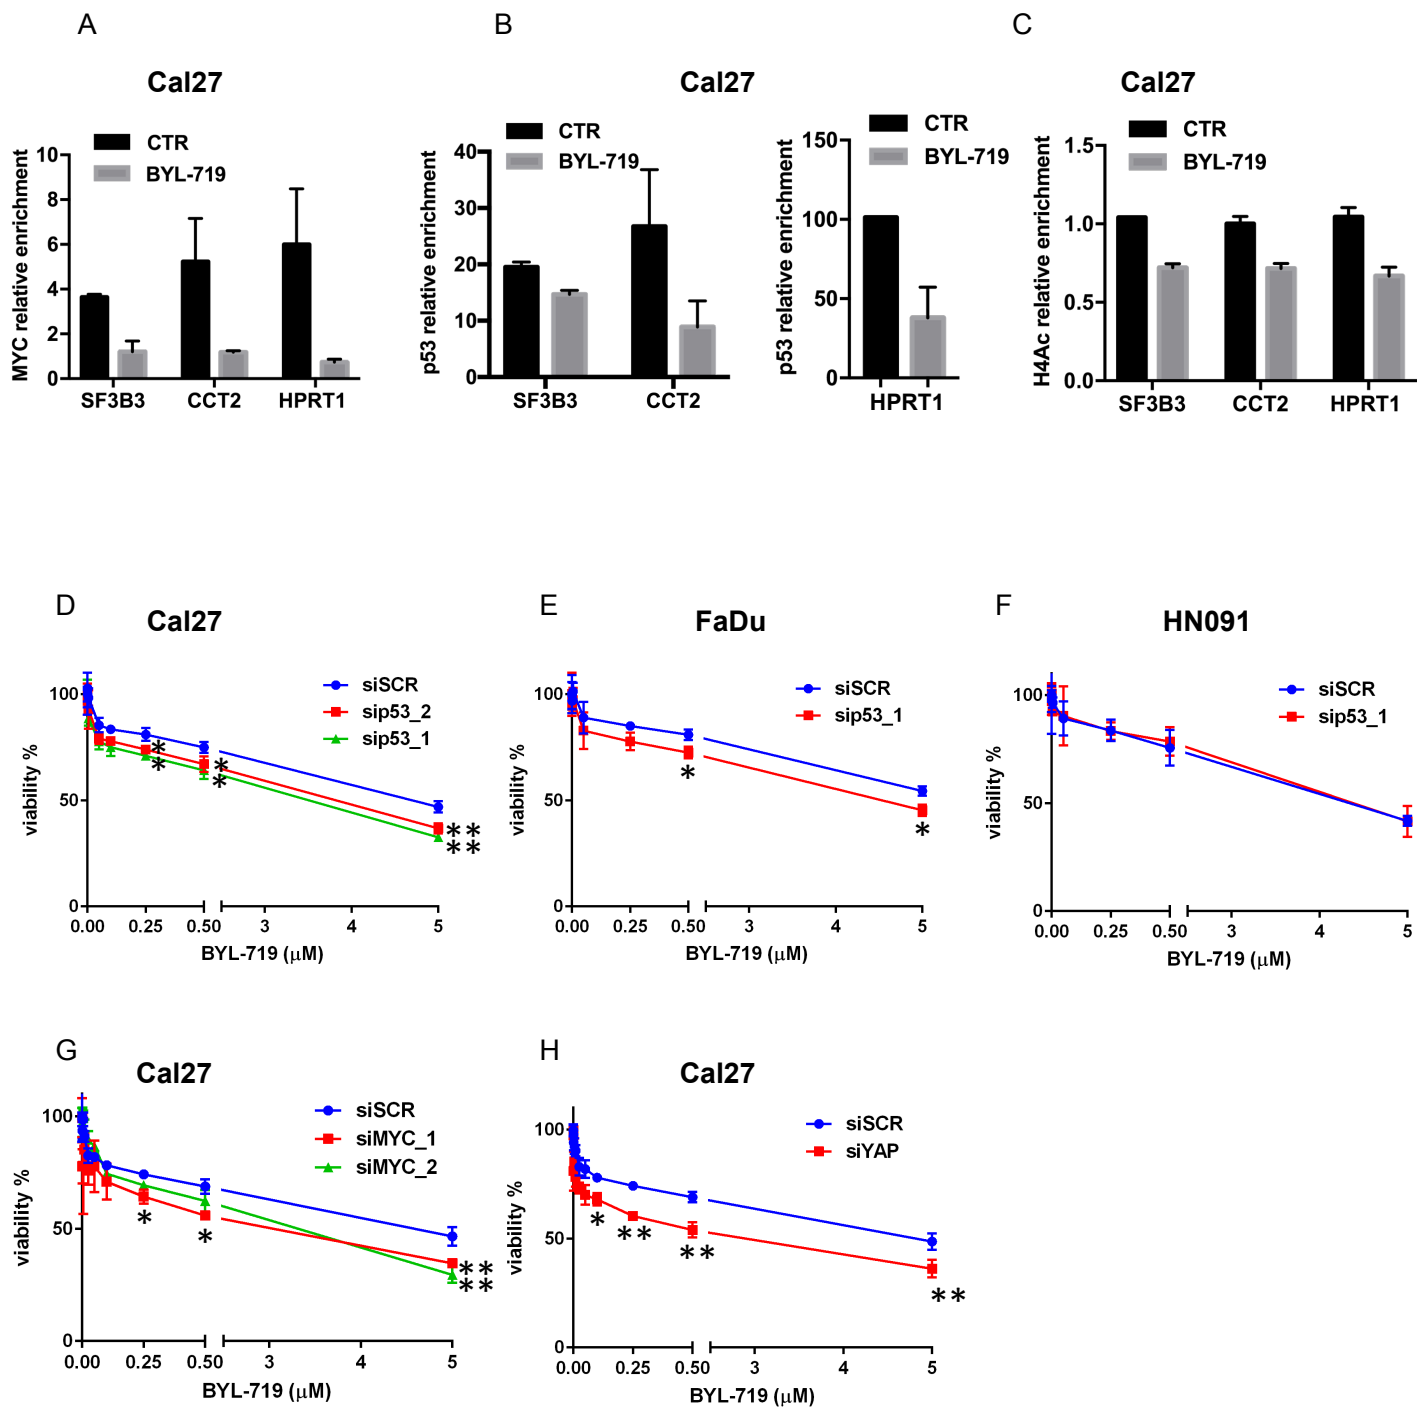 A
B
C
Cal27
Cal27
Cal27
CTR
BYL-719
MYC relative enrichment
10
8
6
4
2
0
SF3B3 CCT2 HPRT1
CTR
BYL-719
p53 relative enrichment
40
30
20
10
0
SF3B3 CCT2
CTR
BYL-719
p53 relative enrichment
150
100
50
0
HPRT1
CTR
BYL-719
H4Ac relative enrichment
1.5
1.0
0.5
0.0
SF3B3 CCT2 HPRT1
D
Cal27
siSCR
sip53_2
sip53_1
viability %
100
50
0
*
*
*
*
**
**
0.00 0.25 0.50 3 4 5
BYL-719 (μM)
E
FaDu
siSCR
sip53_1
viability %
100
50
0
*
*
0.00 0.25 0.50 3 4 5
BYL-719 (μM)
F
HN091
siSCR
sip53_1
viability %
100
50
0
0.00 0.25 0.50 3 4 5
BYL-719 (μM)
G
Cal27
siSCR
siMYC_1
siMYC_2
viability %
100
50
0
*
*
**
**
0.00 0.25 0.50 3 4 5
BYL-719 (μM)
H
Cal27
siSCR
siYAP
viability %
100
50
0
*
**
**
**
0.00 0.25 0.50 3 4 5
BYL-719 (μM)